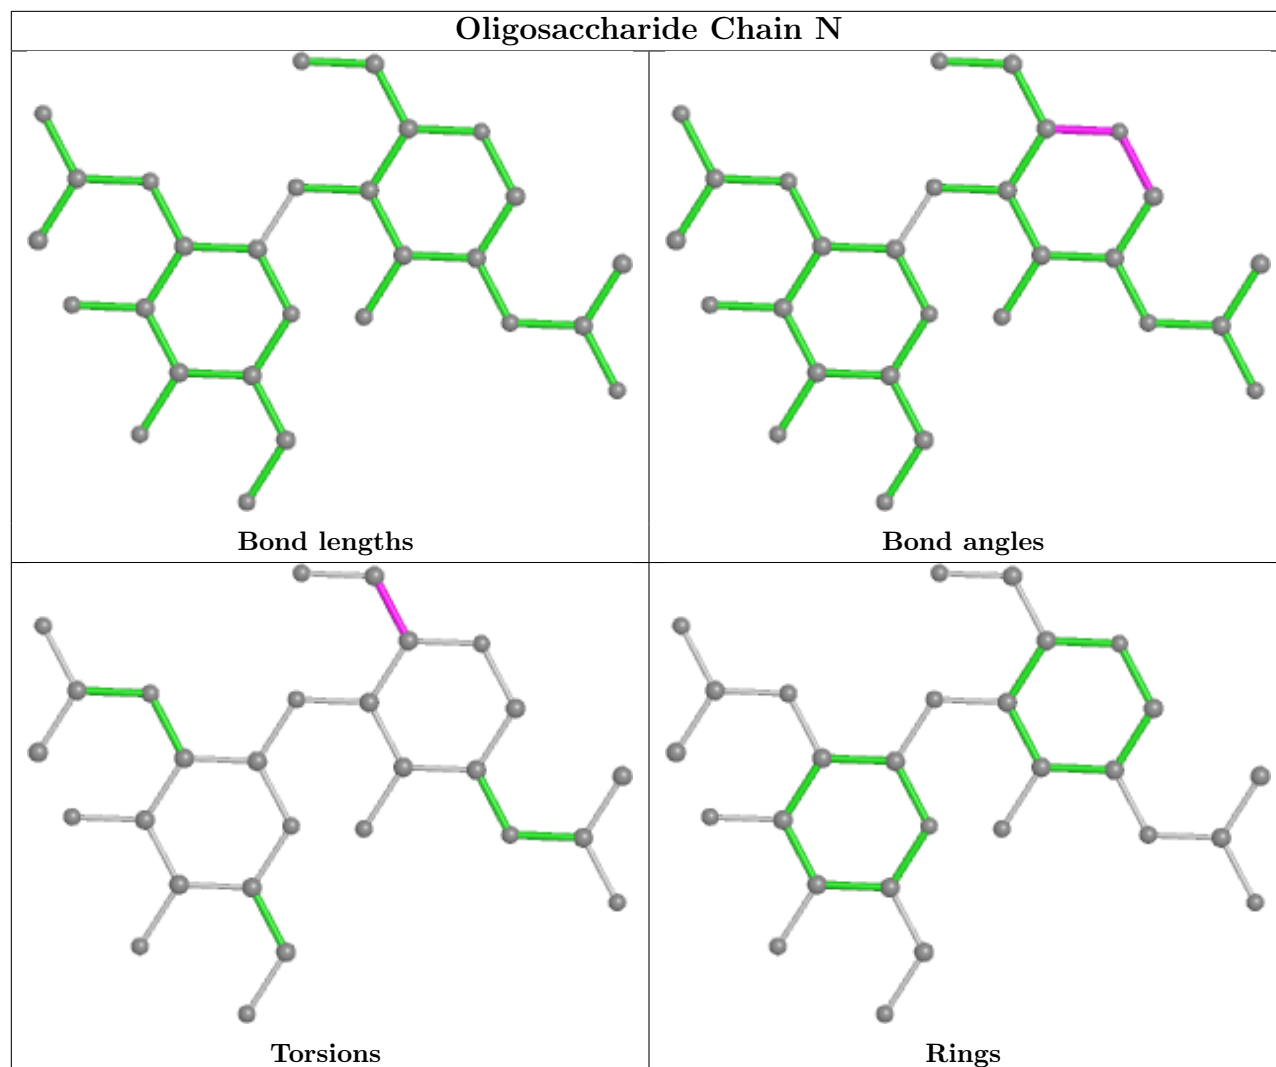 Oligosaccharide Chain N
Bond lengths
Bond angles
Torsions
Rings